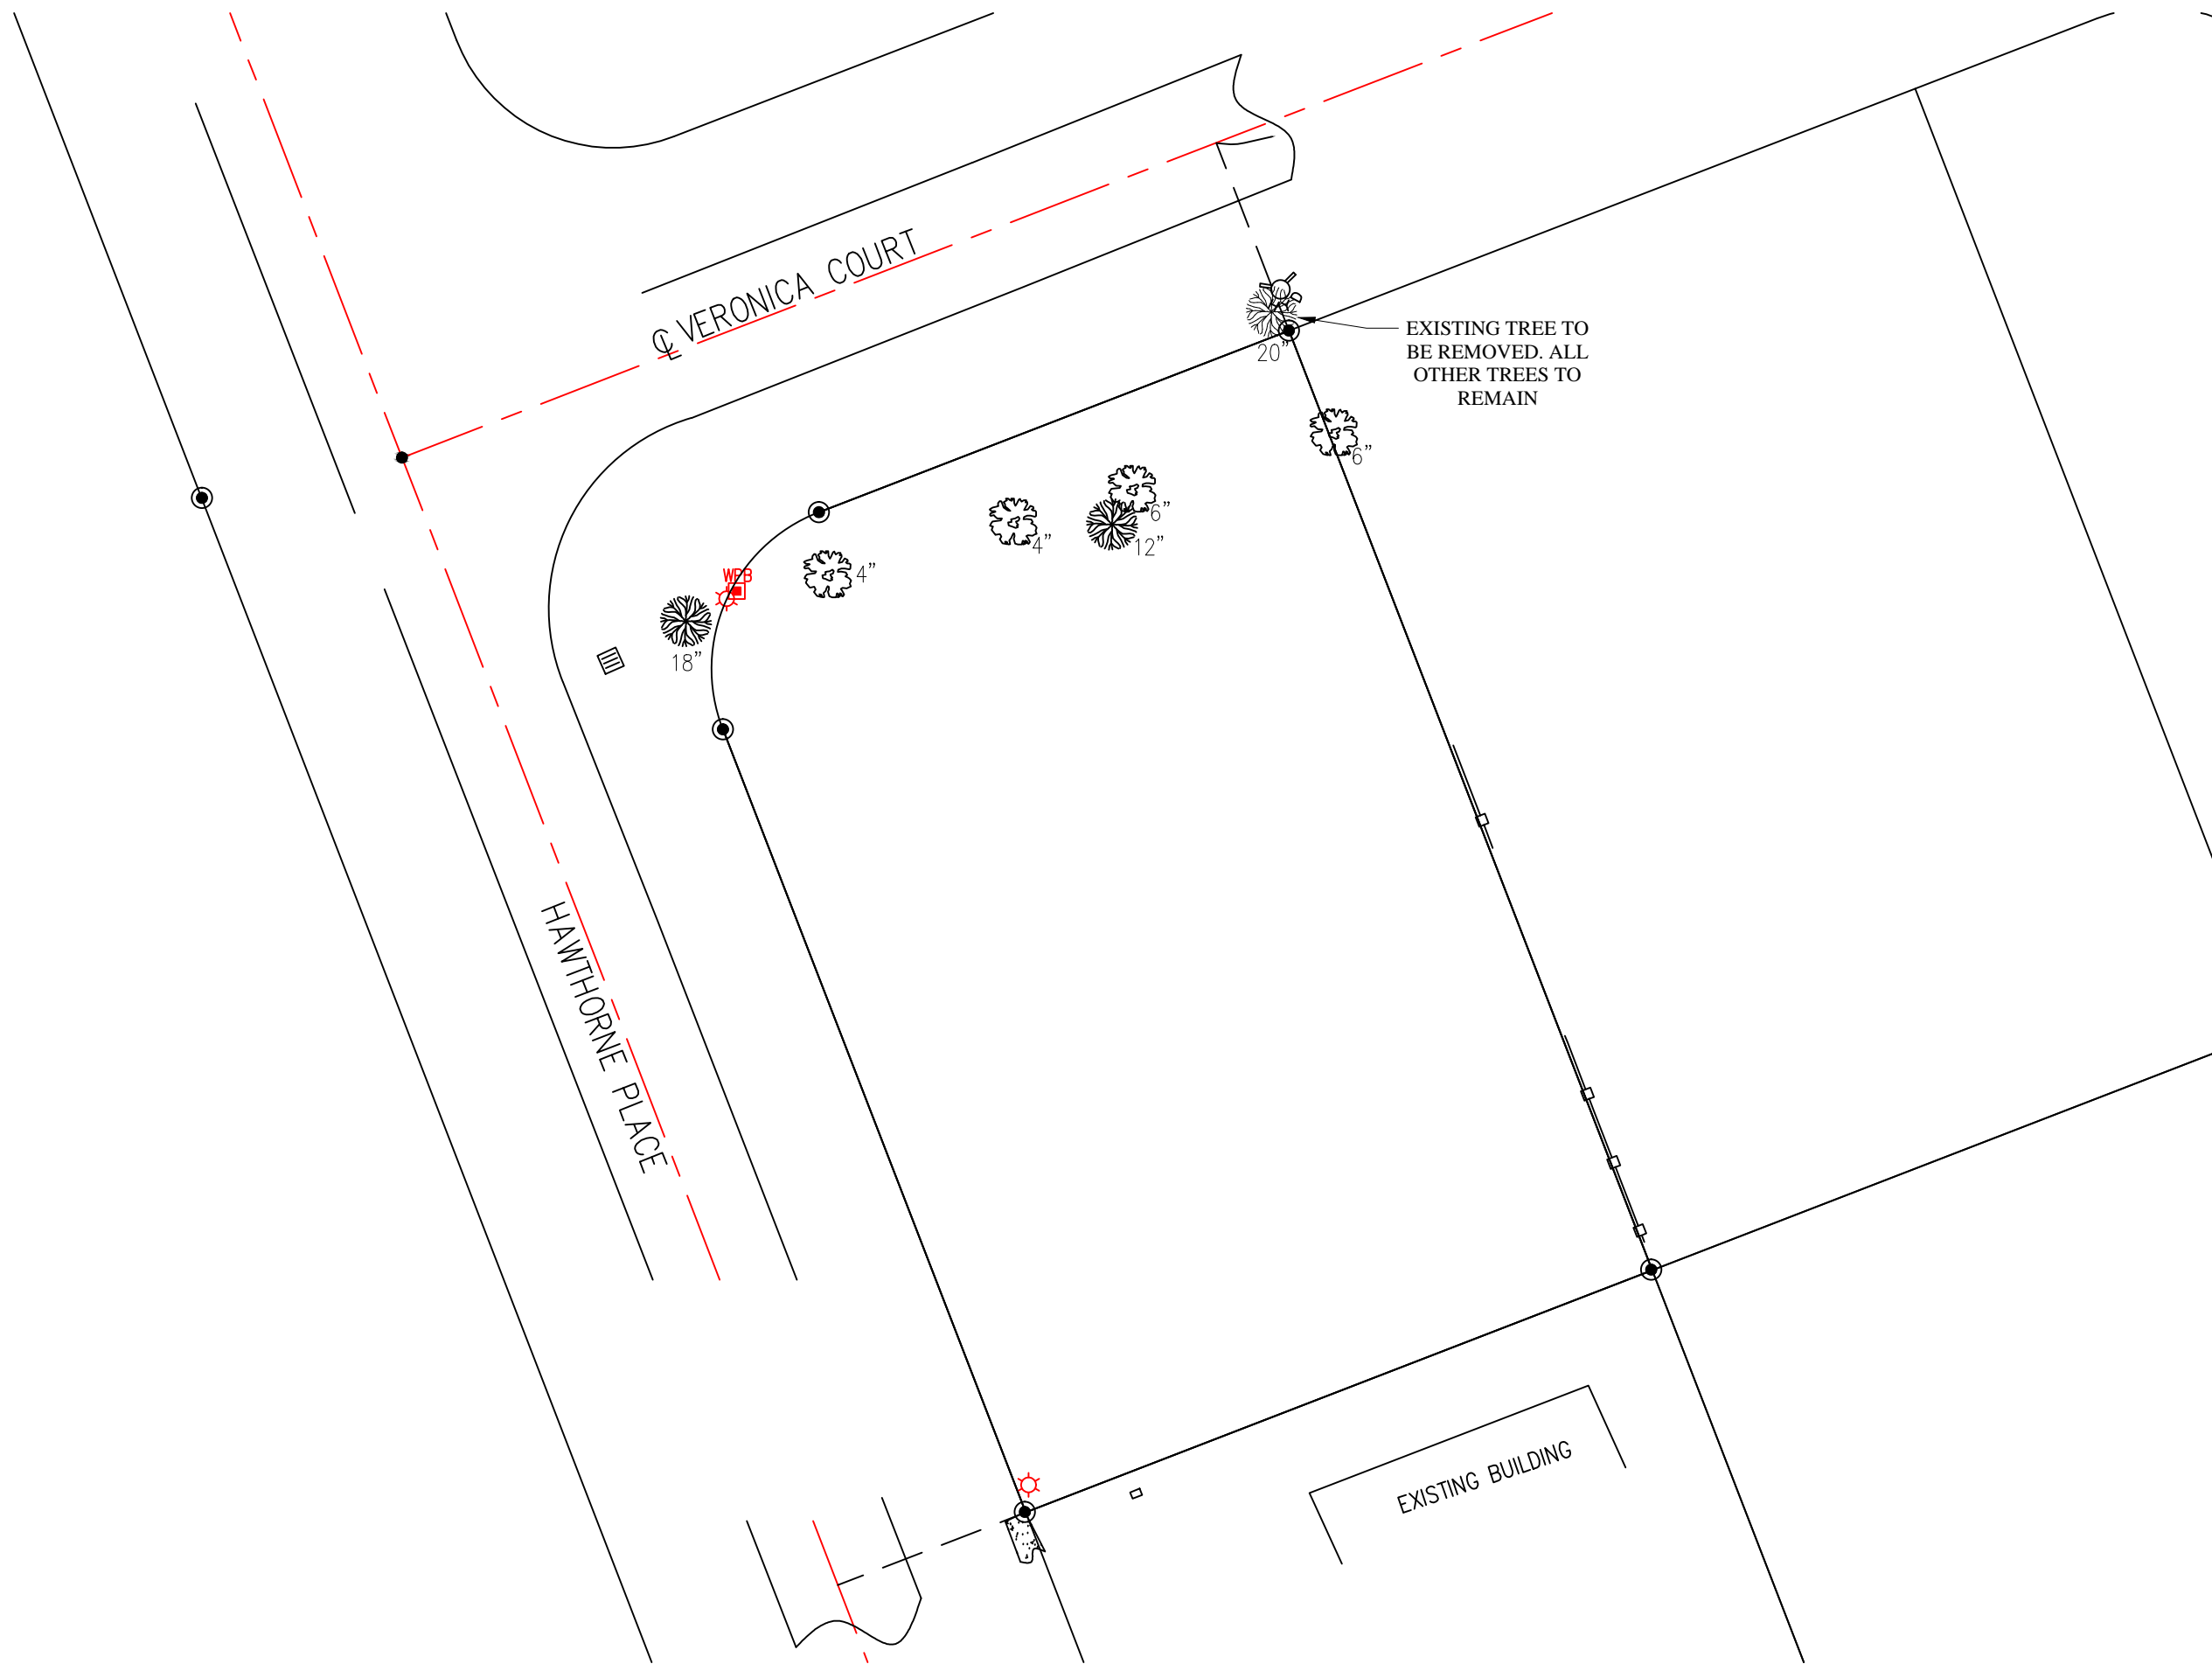 ℄ VERONICA COURT
EXISTING TREE TO
BE REMOVED. ALL
OTHER TREES TO
REMAIN
20"
6"
6"
4"
12"
4"
WPB
18"
HAWTHORNE PLACE
EXISTING BUILDING